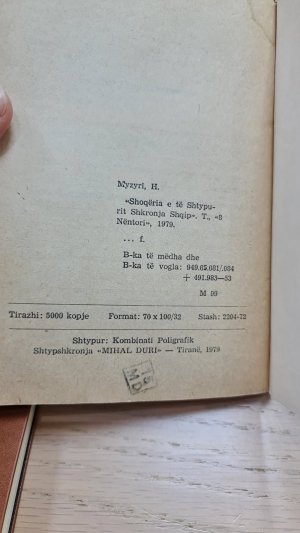 Myzyri, H.
«Shoqëria e të Shtypu-
rit Shkronja Shqip». T., «8
Nëntori», 1979.
... f.
B-ka të mëdha dhe
B-ka të vogla: 949.65.081/.084
+ 491.983—53
M 99
Tirazhi: 5000 kopje Format: 70 x 100/32 Stash: 2204-72
Shtypur: Kombinati Poligrafik
Shtypshkronja «MIHAL DURI» — Tiranë, 1979
MD